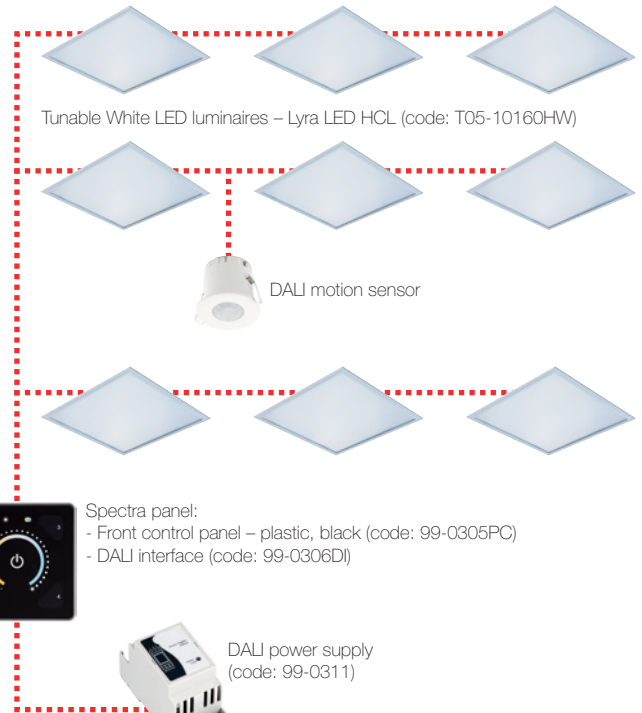 Tunable White LED luminaires – Lyra LED HCL (code: T05-10160HW)
DALI motion sensor
Spectra panel:
- Front control panel – plastic, black (code: 99-0305PC)
- DALI interface (code: 99-0306DI)
DALI power supply
(code: 99-0311)